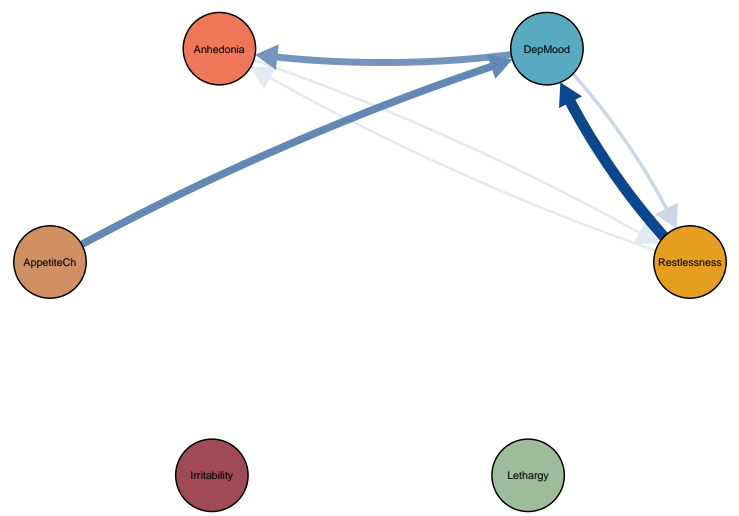 Anhedonia
DepMood
AppetiteCh
Restlessness
Irritability
Lethargy